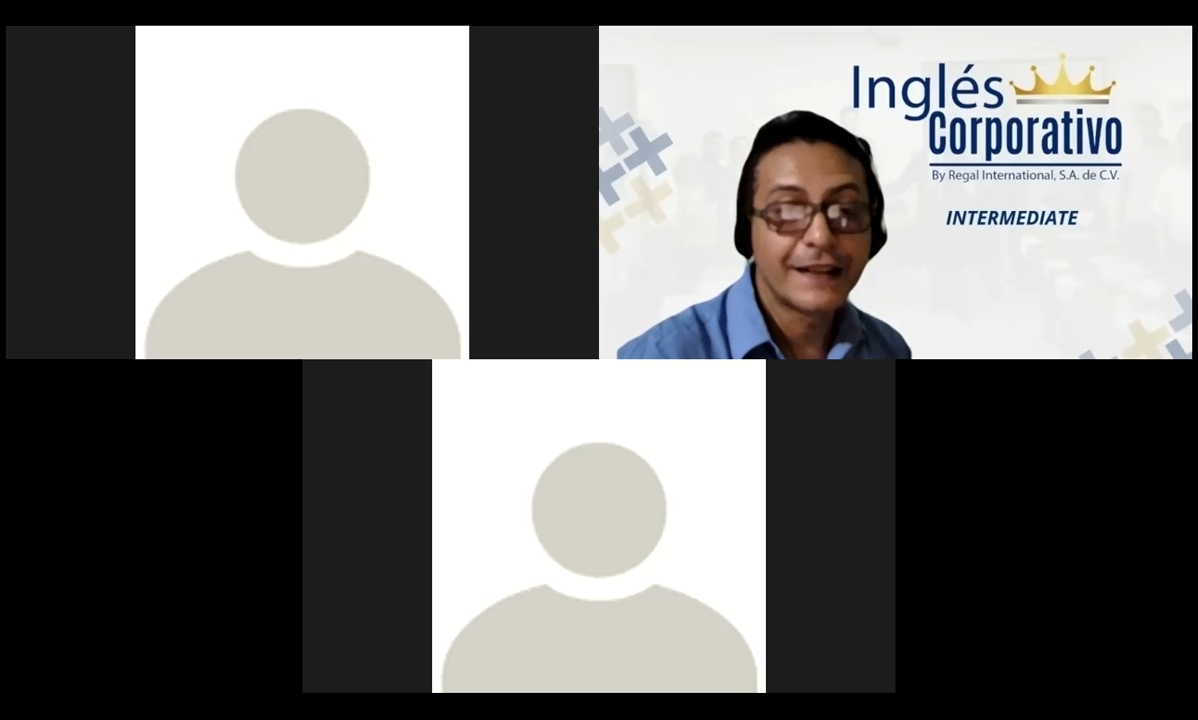 Inglés
Corporativo
By Regal International, S.A. de C.V.
INTERMEDIATE